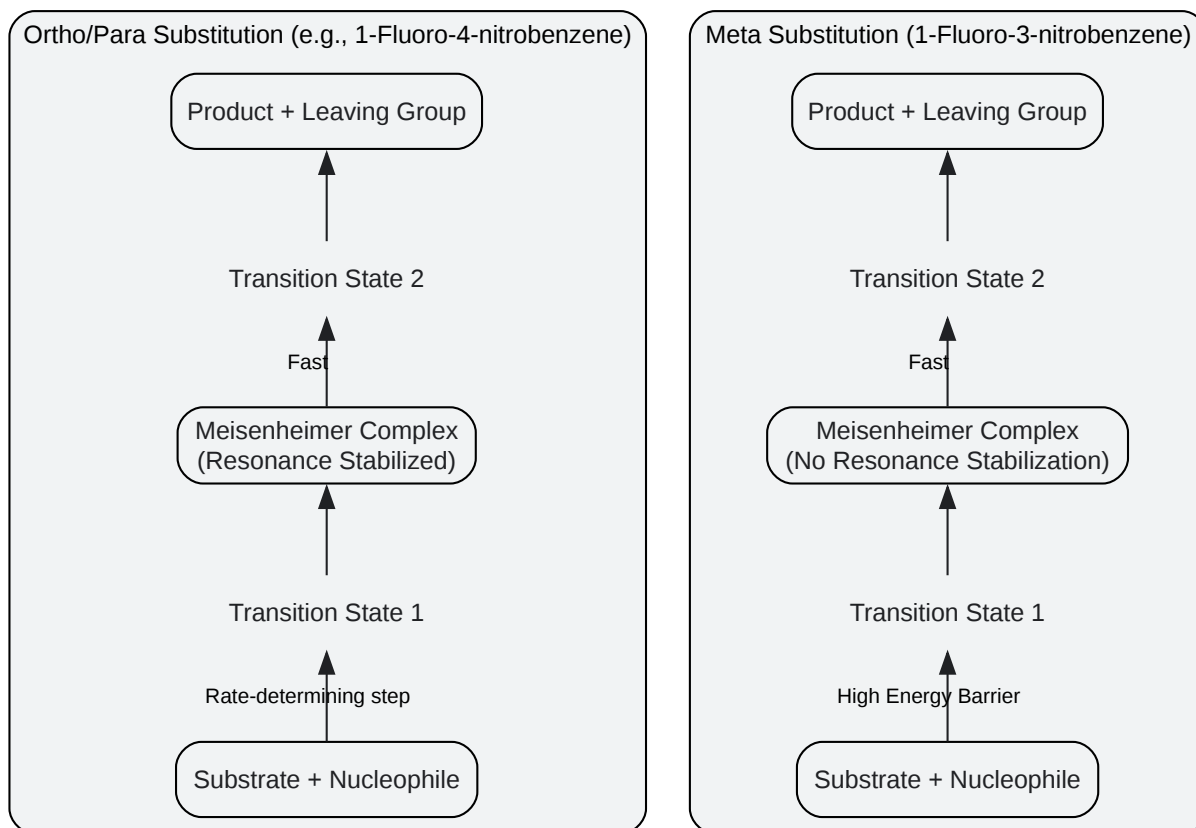 Ortho/Para Substitution (e.g., 1-Fluoro-4-nitrobenzene)
Product + Leaving Group
Transition State 2
Fast
Meisenheimer Complex
(Resonance Stabilized)
Transition State 1
Rate-determining step
Substrate + Nucleophile
Meta Substitution (1-Fluoro-3-nitrobenzene)
Product + Leaving Group
Transition State 2
Fast
Meisenheimer Complex
(No Resonance Stabilization)
Transition State 1
High Energy Barrier
Substrate + Nucleophile